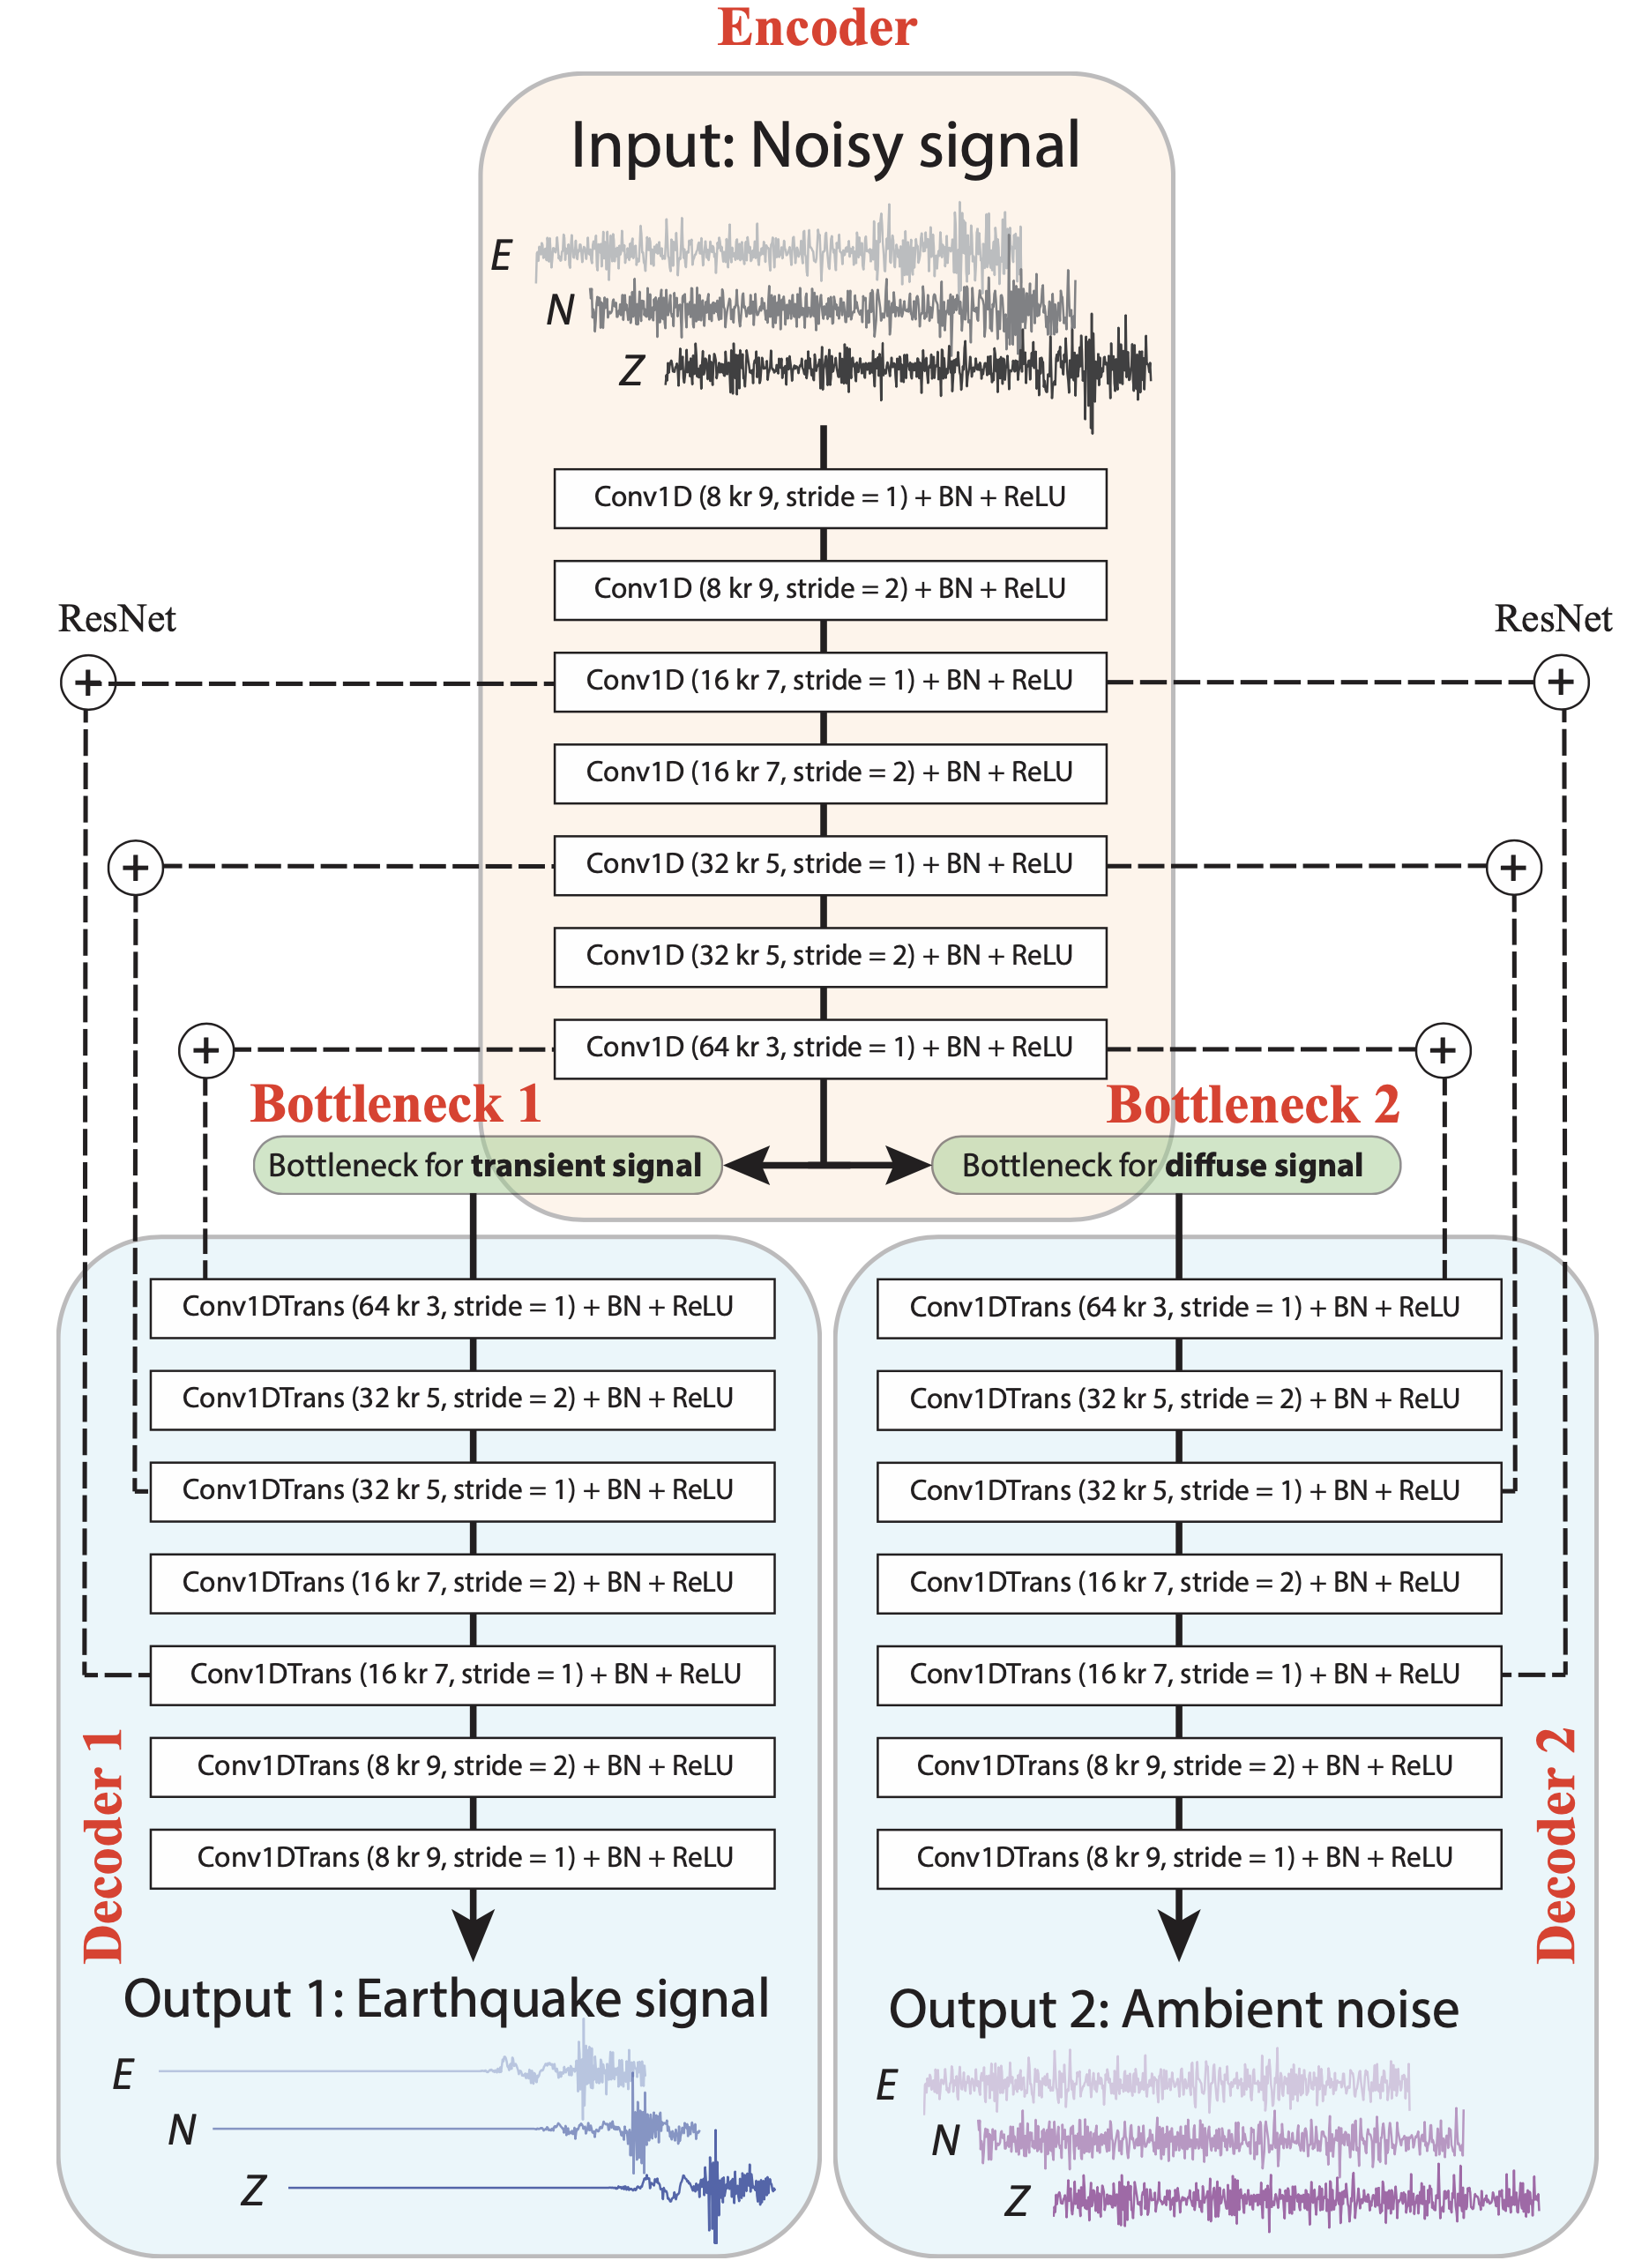 Encoder
Input: Noisy signal
E
N
Z
Conv1D (8 kr 9, stride = 1) + BN + ReLU
Conv1D (8 kr 9, stride = 2) + BN + ReLU
ResNet
ResNet
+
Conv1D (16 kr 7, stride = 1) + BN + ReLU
+
Conv1D (16 kr 7, stride = 2) + BN + ReLU
+
Conv1D (32 kr 5, stride = 1) + BN + ReLU
+
Conv1D (32 kr 5, stride = 2) + BN + ReLU
+
Conv1D (64 kr 3, stride = 1) + BN + ReLU
+
Bottleneck 1
Bottleneck 2
Bottleneck for transient signal
Bottleneck for diffuse signal
Conv1DTrans (64 kr 3, stride = 1) + BN + ReLU
Conv1DTrans (32 kr 5, stride = 2) + BN + ReLU
Conv1DTrans (32 kr 5, stride = 1) + BN + ReLU
Conv1DTrans (16 kr 7, stride = 2) + BN + ReLU
Conv1DTrans (16 kr 7, stride = 1) + BN + ReLU
Conv1DTrans (8 kr 9, stride = 2) + BN + ReLU
Conv1DTrans (8 kr 9, stride = 1) + BN + ReLU
Decoder 1
Output 1: Earthquake signal
E
N
Z
Conv1DTrans (64 kr 3, stride = 1) + BN + ReLU
Conv1DTrans (32 kr 5, stride = 2) + BN + ReLU
Conv1DTrans (32 kr 5, stride = 1) + BN + ReLU
Conv1DTrans (16 kr 7, stride = 2) + BN + ReLU
Conv1DTrans (16 kr 7, stride = 1) + BN + ReLU
Conv1DTrans (8 kr 9, stride = 2) + BN + ReLU
Conv1DTrans (8 kr 9, stride = 1) + BN + ReLU
Decoder 2
Output 2: Ambient noise
E
N
Z